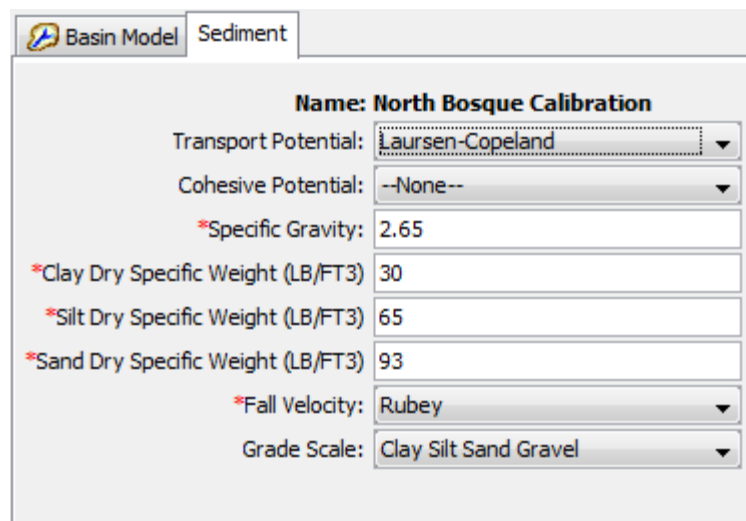 Basin Model Sediment
Name: North Bosque Calibration
Transport Potential: Laursen-Copeland
Cohesive Potential: --None--
*Specific Gravity: 2.65
*Clay Dry Specific Weight (LB/FT3) 30
*Silt Dry Specific Weight (LB/FT3) 65
*Sand Dry Specific Weight (LB/FT3) 93
*Fall Velocity: Rubey
Grade Scale: Clay Silt Sand Gravel